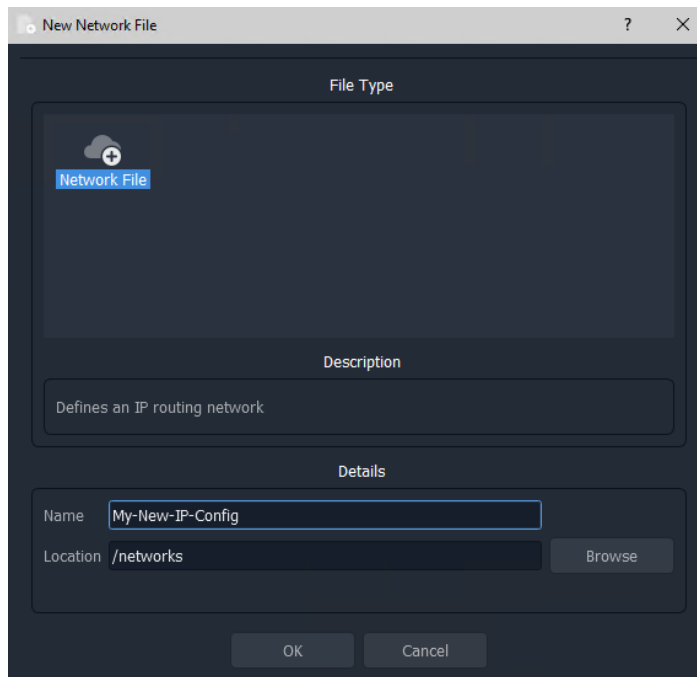 New Network File
File Type
Network File
Description
Defines an IP routing network
Details
Name My-New-IP-Config
Location /networks Browse
OK Cancel